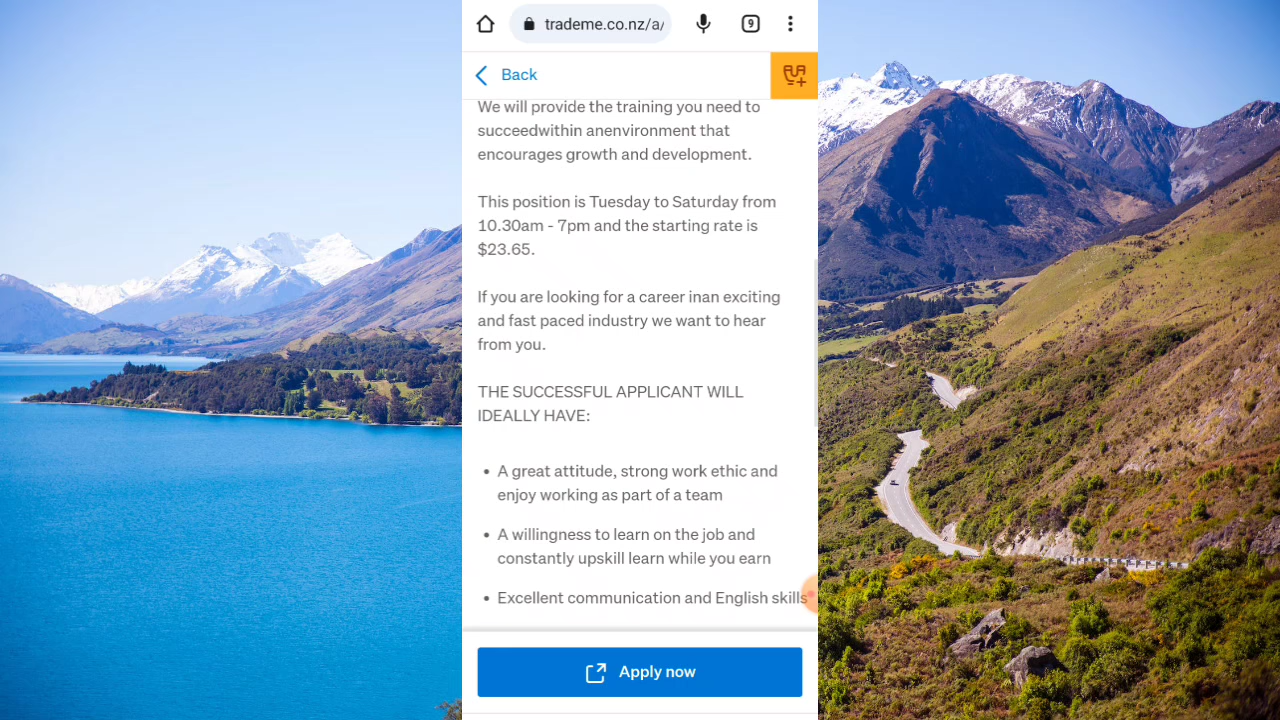 trademe.co.nz/a/
9
Back
We will provide the training you need to
succeedwithin anenvironment that
encourages growth and development.
This position is Tuesday to Saturday from
10.30am - 7pm and the starting rate is
$23.65.
If you are looking for a career inan exciting
and fast paced industry we want to hear
from you.
THE SUCCESSFUL APPLICANT WILL
IDEALLY HAVE:
• A great attitude, strong work ethic and
enjoy working as part of a team
• A willingness to learn on the job and
constantly upskill learn while you earn
• Excellent communication and English skills
Apply now